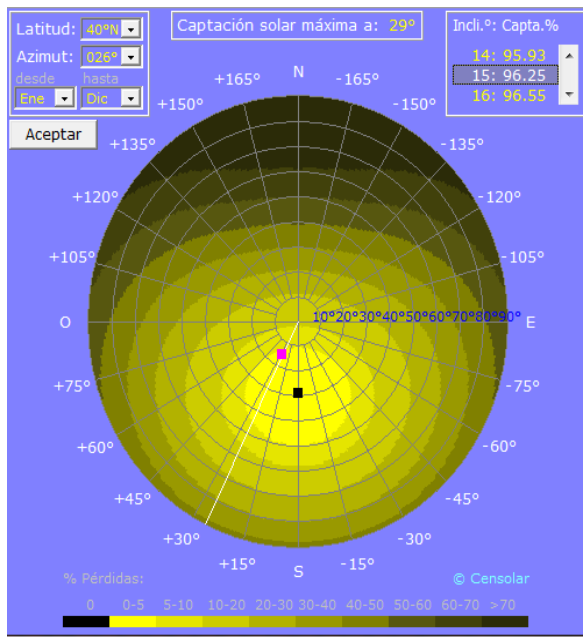 Latitud: 40°N
Azimut: 026°
desde hasta
Ene Dic
Aceptar
Captación solar máxima a: 29°
Incli.º: Capta.%
14: 95.93
15: 96.25
16: 96.55
N
+165° -165°
+150° -150°
+135° -135°
+120° -120°
+105° -105°
10°20°30°40°50°60°70°80°90°
O E
+75° -75°
+60° -60°
+45° -45°
+30° -30°
+15° -15°
S
% Pérdidas: © Censolar
0 0-5 5-10 10-20 20-30 30-40 40-50 50-60 60-70 >70